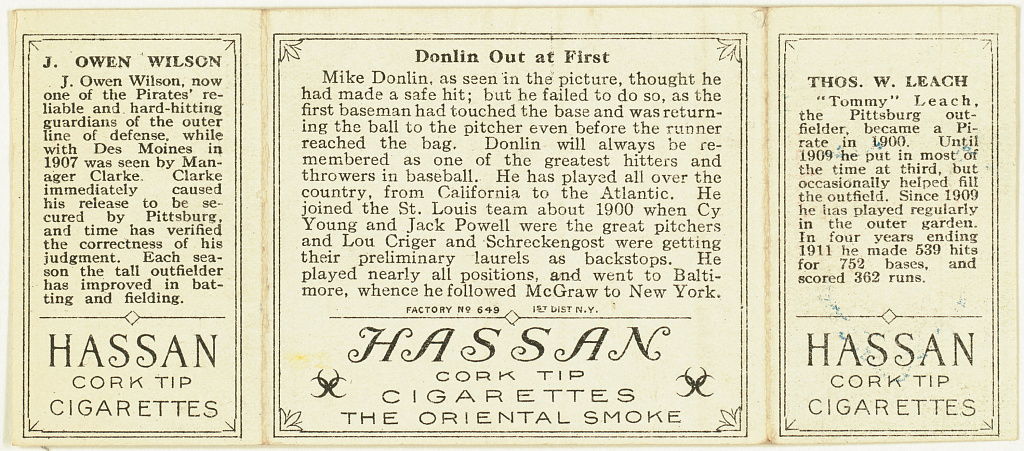 J. OWEN WILSON
J. Owen Wilson, now
one of the Pirates' re-
liable and hard-hitting
guardians of the outer
line of defense, while
with Des Moines in
1907 was seen by Man-
ager Clarke. Clarke
immediately caused
his release to be se-
cured by Pittsburg,
and time has verified
the correctness of his
judgment. Each sea-
son the tall outfielder
has improved in bat-
ting and fielding.
HASSAN
CORK TIP
CIGARETTES
Donlin Out at First
Mike Donlin, as seen in the picture, thought he
had made a safe hit; but he failed to do so, as the
first baseman had touched the base and was return-
ing the ball to the pitcher even before the runner
reached the bag. Donlin will always be re-
membered as one of the greatest hitters and
throwers in baseball. He has played all over the
country, from California to the Atlantic. He
joined the St. Louis team about 1900 when Cy
Young and Jack Powell were the great pitchers
and Lou Criger and Schreckengost were getting
their preliminary laurels as backstops. He
played nearly all positions, and went to Balti-
more, whence he followed McGraw to New York.
FACTORY Nº 649 1ST DIST N.Y.
HASSAN
CORK TIP
CIGARETTES
THE ORIENTAL SMOKE
THOS. W. LEACH
"Tommy" Leach,
the Pittsburg out-
fielder, became a Pi-
rate in 1900. Until
1909 he put in most of
the time at third, but
occasionally helped fill
the outfield. Since 1909
he has played regularly
in the outer garden.
In four years ending
1911 he made 539 hits
for 752 bases, and
scored 362 runs.
HASSAN
CORK TIP
CIGARETTES